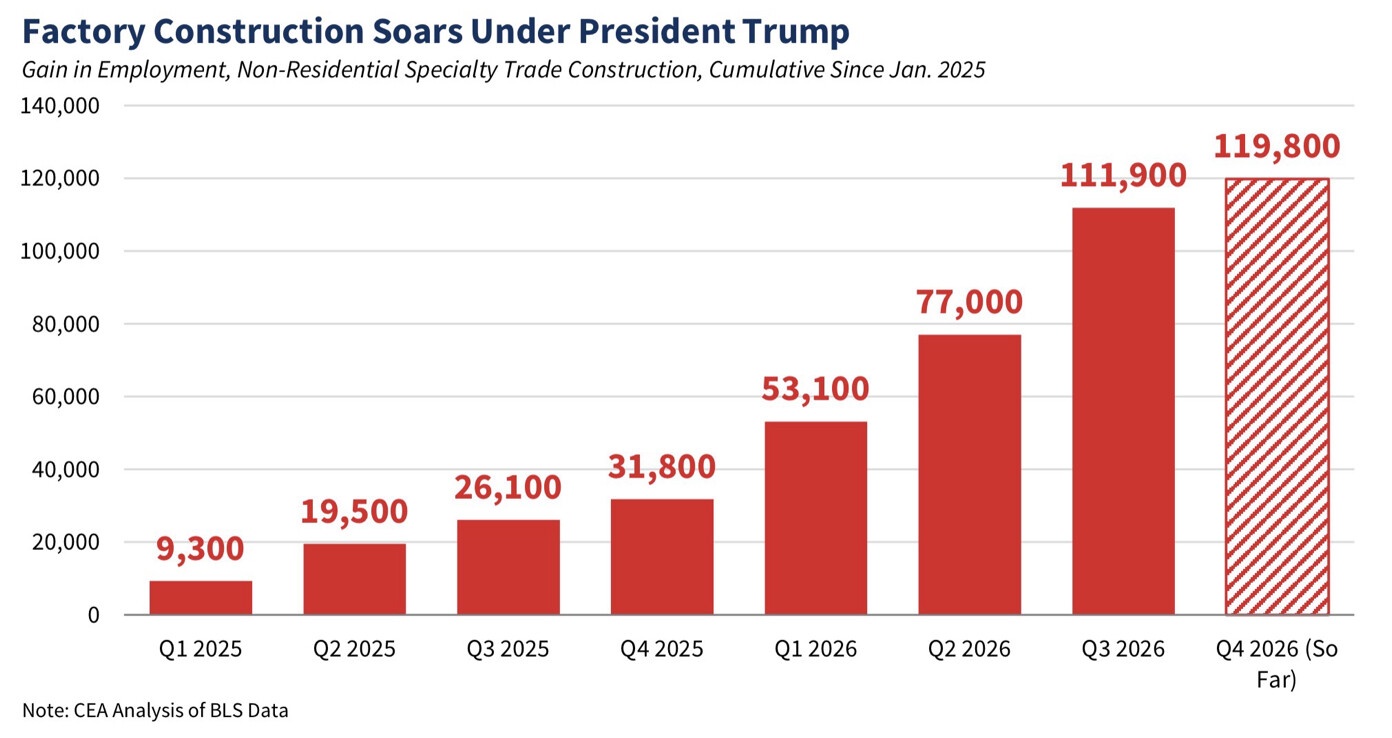 Factory Construction Soars Under President Trump
Gain in Employment, Non-Residential Specialty Trade Construction, Cumulative Since Jan. 2025
140,000
120,000
100,000
80,000
60,000
40,000
20,000
0
9,300
19,500
26,100
31,800
53,100
77,000
111,900
119,800
Q1 2025
Q2 2025
Q3 2025
Q4 2025
Q1 2026
Q2 2026
Q3 2026
Q4 2026 (So
Far)
Note: CEA Analysis of BLS Data